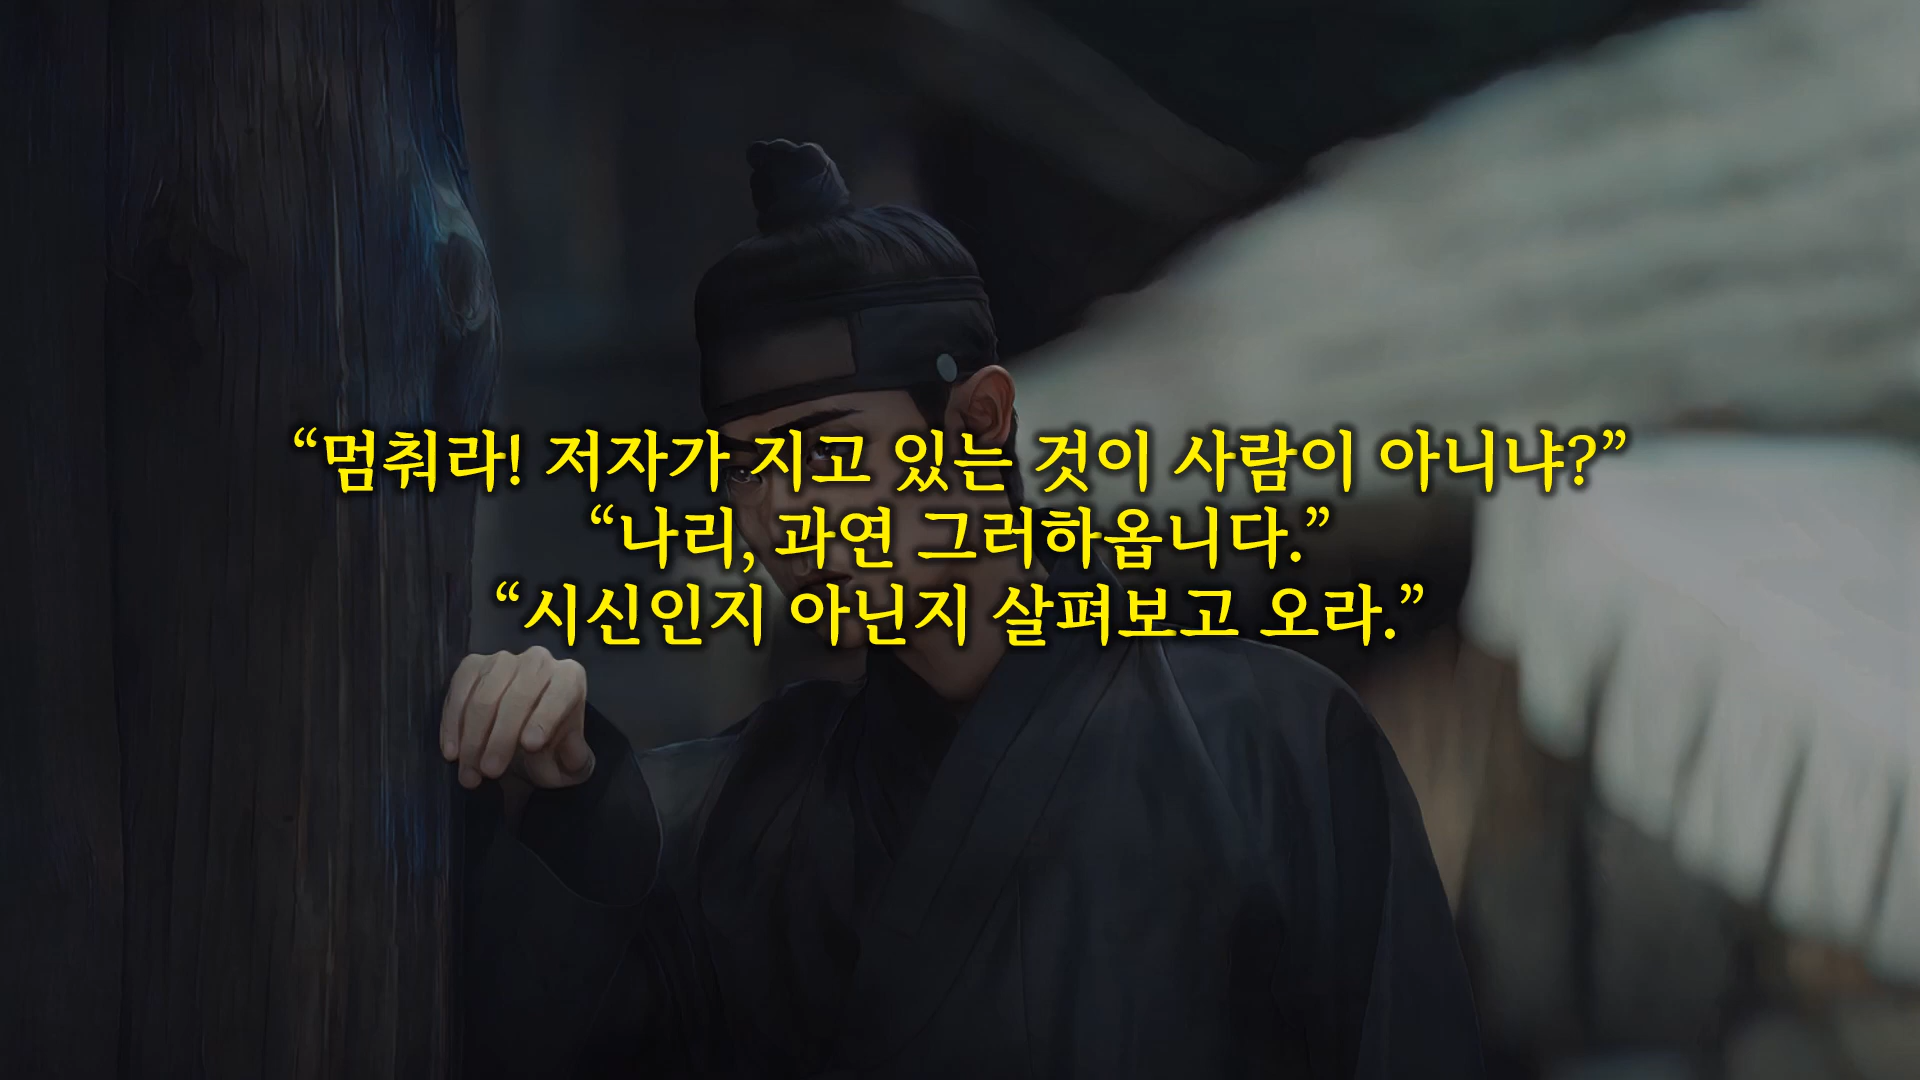 “멈춰라! 저자가 지고 있는 것이 사람이 아니냐?”
“나리, 과연 그러하옵니다.”
“시신인지 아닌지 살펴보고 오라.”